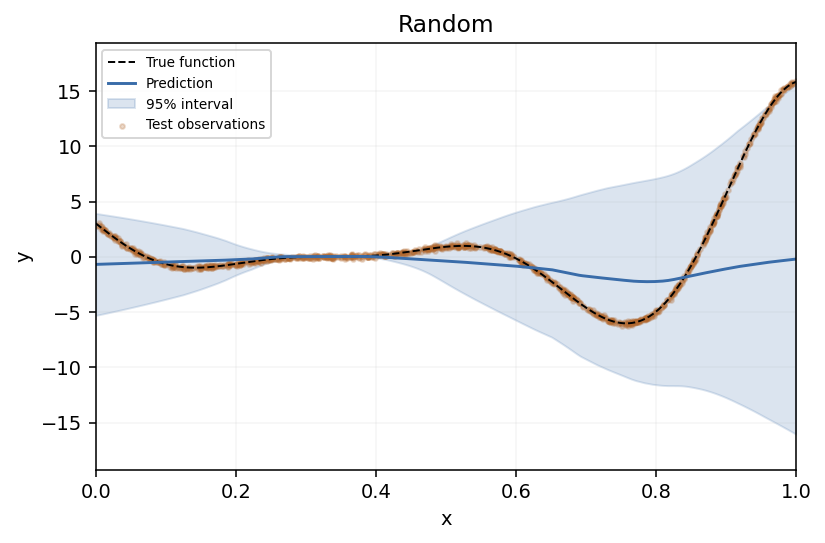 Random
True function
Prediction
95% interval
Test observations
y
15
10
5
0
−5
−10
−15
0.0 0.2 0.4 0.6 0.8 1.0
x